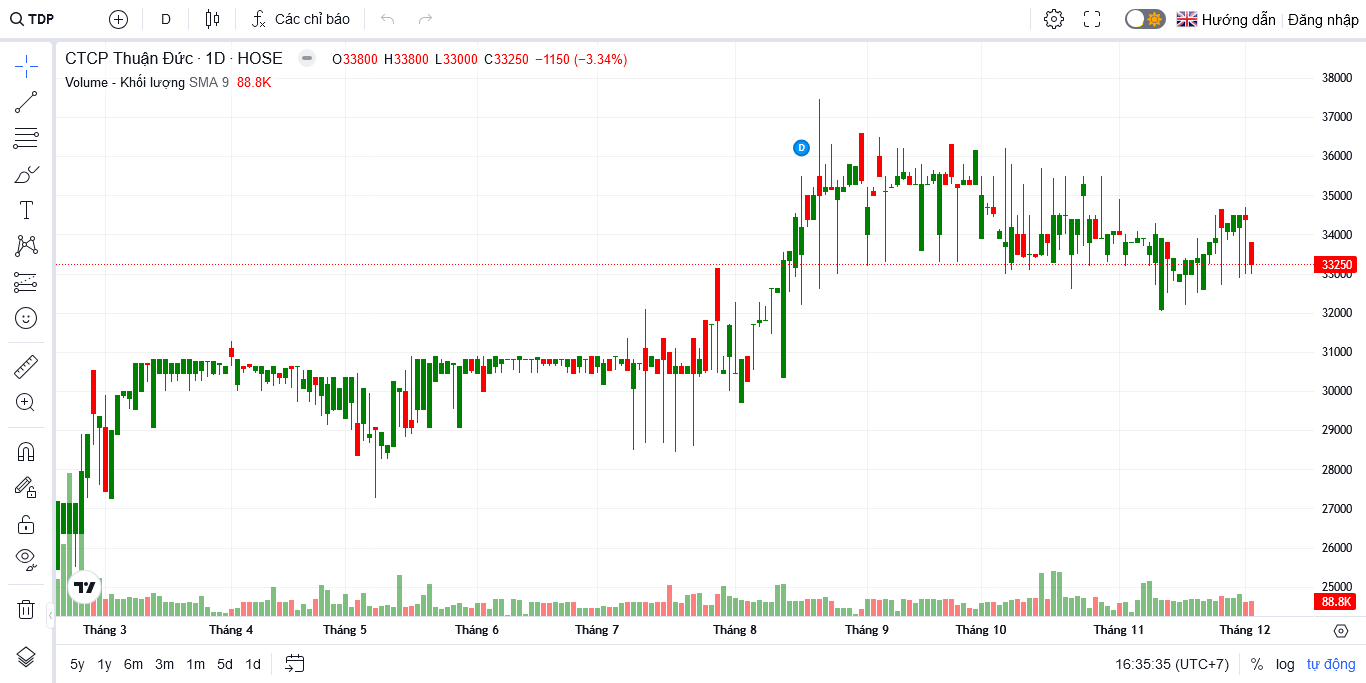 TDP D Các chỉ báo Hướng dẫn Đăng nhập
CTCP Thuận Đức · 1D · HOSE O33800 H33800 L33000 C33250 −1150 (−3.34%)
Volume - Khối lượng SMA 9 88.8K
D
38000
37000
36000
35000
34000
33250
33000
32000
31000
30000
29000
28000
27000
26000
25000
88.8K
Tháng 3 Tháng 4 Tháng 5 Tháng 6 Tháng 7 Tháng 8 Tháng 9 Tháng 10 Tháng 11 Tháng 12
5y 1y 6m 3m 1m 5d 1d 16:35:35 (UTC+7) % log tự động